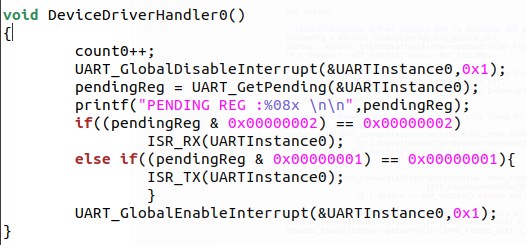 void DeviceDriverHandler0()
{
        count0++;
        UART_GlobalDisableInterrupt(&UARTInstance0,0x1);
        pendingReg = UART_GetPending(&UARTInstance0);
        printf("PENDING REG :%08x \n\n",pendingReg);
        if((pendingReg & 0x00000002) == 0x00000002)
                ISR_RX(UARTInstance0);
        else if((pendingReg & 0x00000001) == 0x00000001){
                ISR_TX(UARTInstance0);
                }
        UART_GlobalEnableInterrupt(&UARTInstance0,0x1);
}